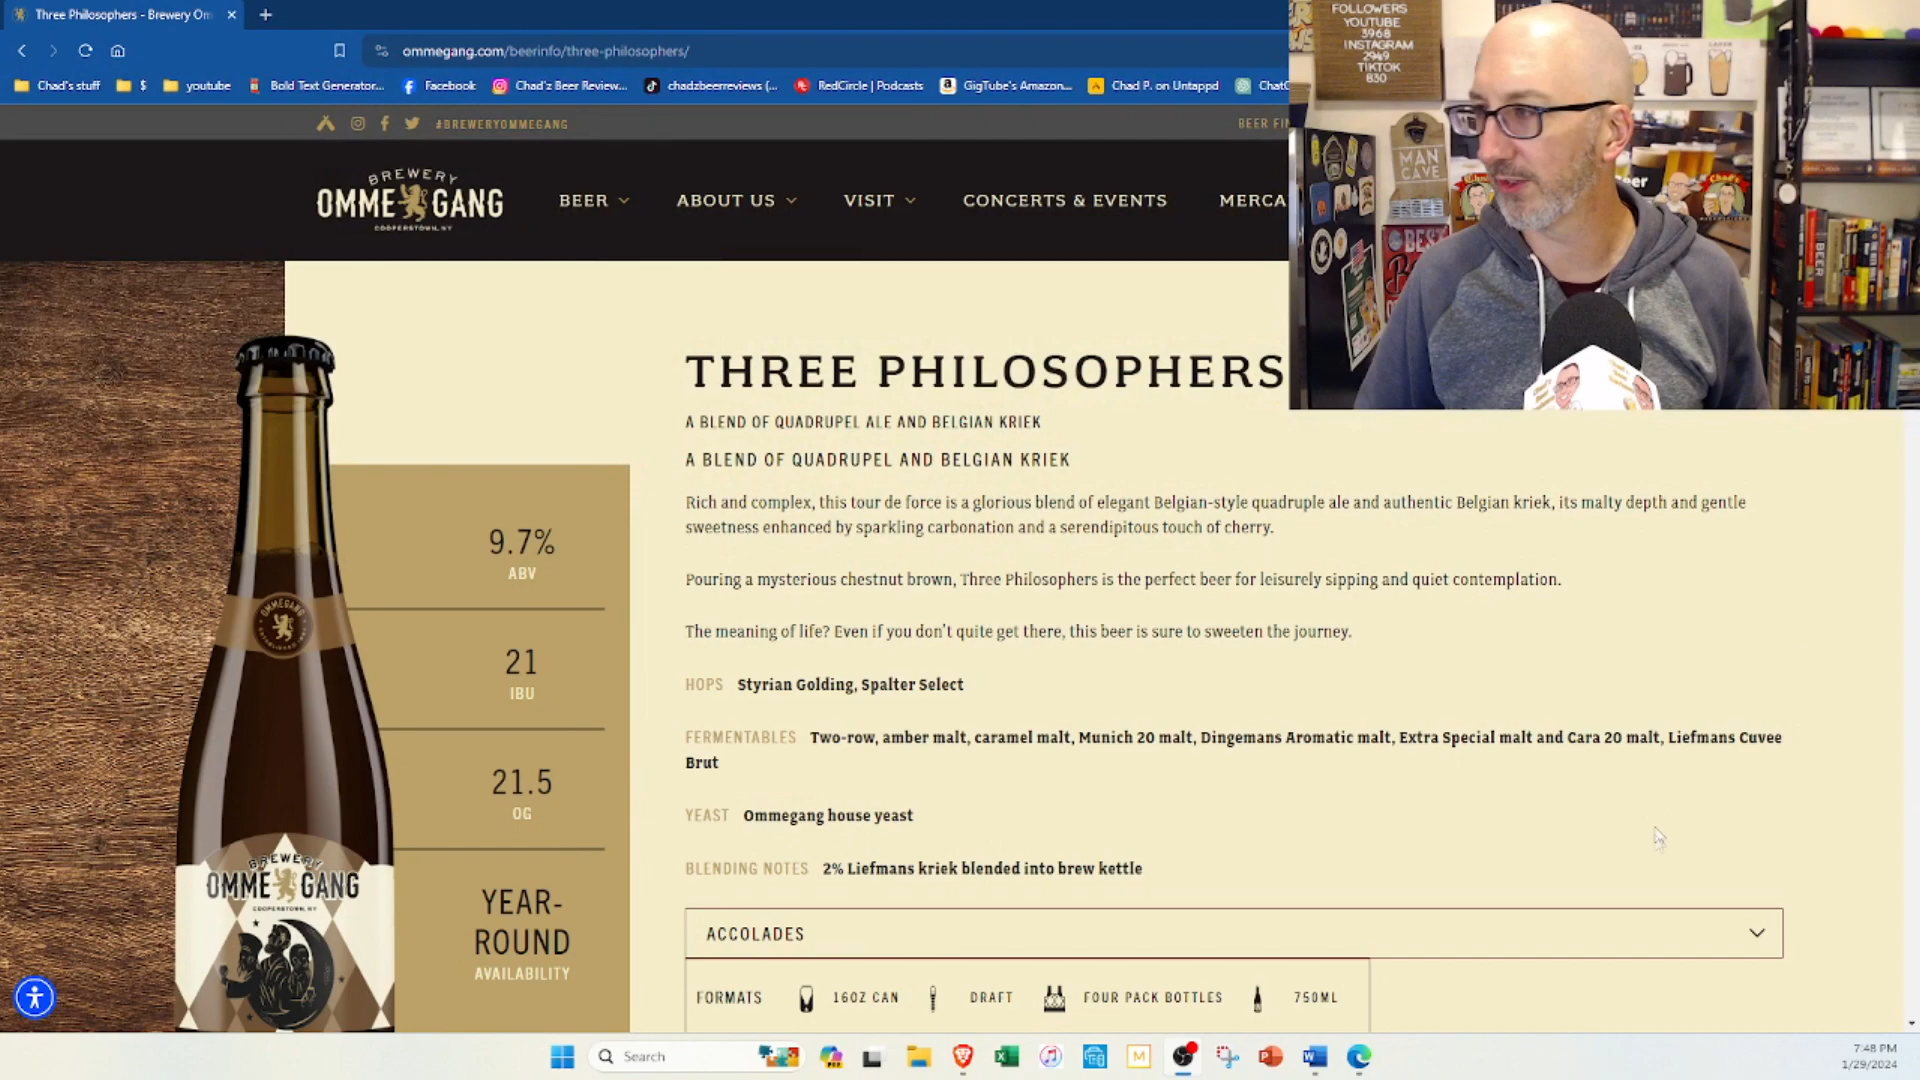 Three Philosophers - Brewery Om
ommegang.com/beerinfo/three-philosophers/
Chad's stuff $ youtube Bold Text Generator... Facebook Chad'z Beer Review... chadzbeerreviews (... RedCircle | Podcasts GigTube's Amazon... Chad P. on Untappd ChatG
#BREWERYOMMEGANG
BEER FIN
BREWERY
OMMEGANG
COOPERSTOWN, NY
BEER ABOUT US VISIT CONCERTS & EVENTS MERCA
FOLLOWERS
YOUTUBE
3968
INSTAGRAM
2969
TIKTOK
830
MAN
CAVE
THREE PHILOSOPHERS
A BLEND OF QUADRUPEL ALE AND BELGIAN KRIEK
A BLEND OF QUADRUPEL AND BELGIAN KRIEK
Rich and complex, this tour de force is a glorious blend of elegant Belgian-style quadruple ale and authentic Belgian kriek, its malty depth and gentle
sweetness enhanced by sparkling carbonation and a serendipitous touch of cherry.
Pouring a mysterious chestnut brown, Three Philosophers is the perfect beer for leisurely sipping and quiet contemplation.
The meaning of life? Even if you don't quite get there, this beer is sure to sweeten the journey.
HOPS Styrian Golding, Spalter Select
FERMENTABLES Two-row, amber malt, caramel malt, Munich 20 malt, Dingemans Aromatic malt, Extra Special malt and Cara 20 malt, Liefmans Cuvee
Brut
YEAST Ommegang house yeast
BLENDING NOTES 2% Liefmans kriek blended into brew kettle
ACCOLADES
FORMATS 16OZ CAN DRAFT FOUR PACK BOTTLES 750ML
9.7%
ABV
21
IBU
21.5
OG
YEAR-
ROUND
AVAILABILITY
OMMEGANG
BREWERY
OMMEGANG
COOPERSTOWN, NY
Search
7:48 PM
1/29/2024